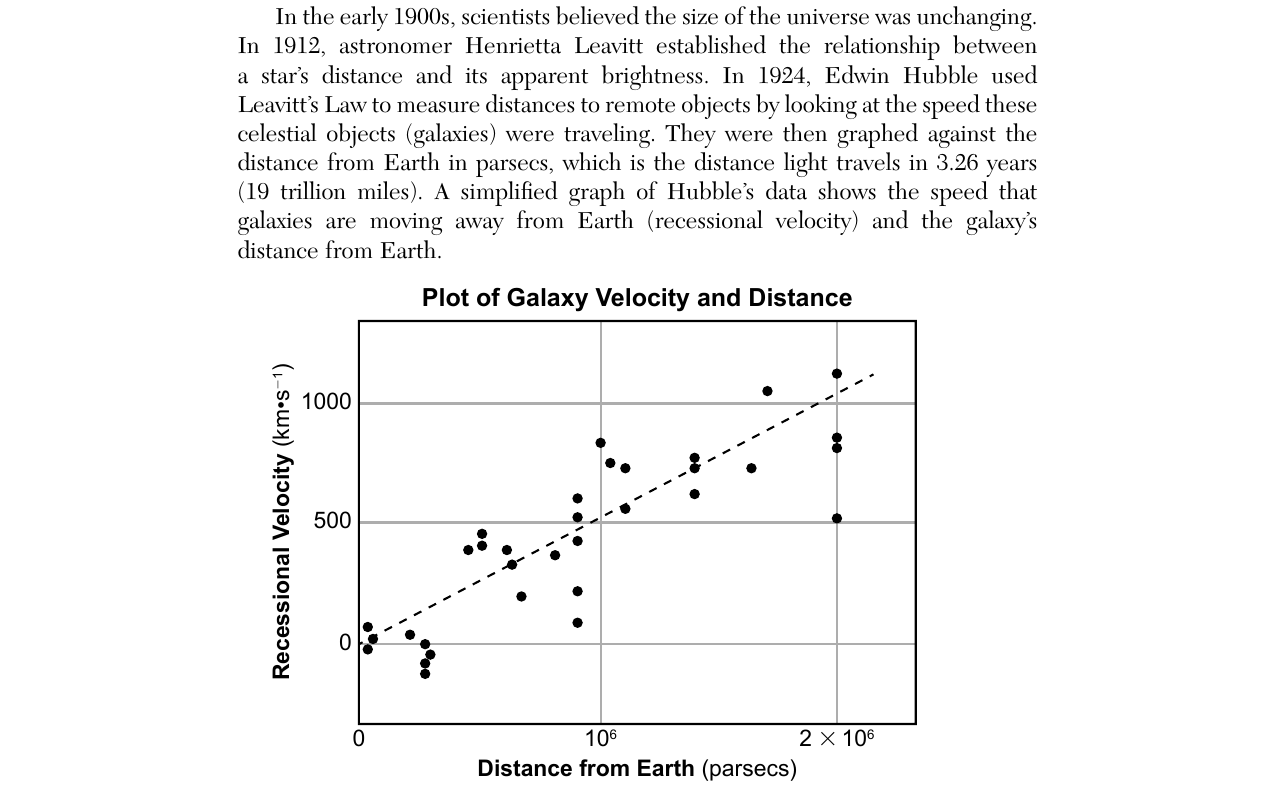 In the early 1900s, scientists believed the size of the universe was unchanging.
In 1912, astronomer Henrietta Leavitt established the relationship between
a star’s distance and its apparent brightness. In 1924, Edwin Hubble used
Leavitt’s Law to measure distances to remote objects by looking at the speed these
celestial objects (galaxies) were traveling. They were then graphed against the
distance from Earth in parsecs, which is the distance light travels in 3.26 years
(19 trillion miles). A simplified graph of Hubble’s data shows the speed that
galaxies are moving away from Earth (recessional velocity) and the galaxy’s
distance from Earth.
Plot of Galaxy Velocity and Distance
Recessional Velocity (km•s⁻¹)
1000
500
0
0
10⁶
2 × 10⁶
Distance from Earth (parsecs)